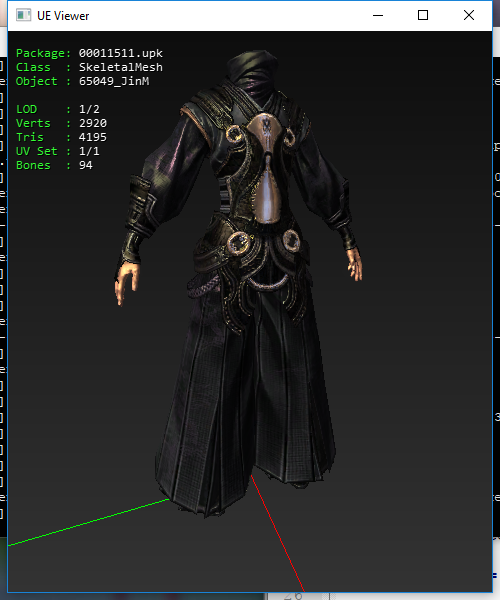 UE Viewer
Package: 00011511.upk
Class : SkeletalMesh
Object : 65049_JinM
LOD : 1/2
Verts : 2920
Tris : 4195
UV Set : 1/1
Bones : 94